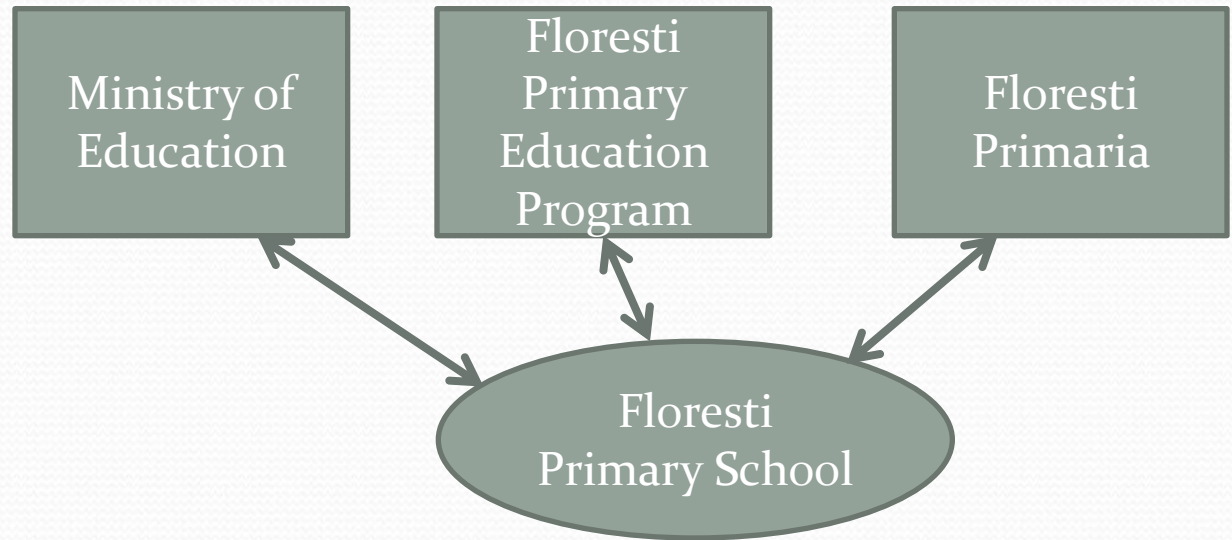 Ministry of
Education
Floresti
Primary
Education
Program
Floresti
Primaria
Floresti
Primary School